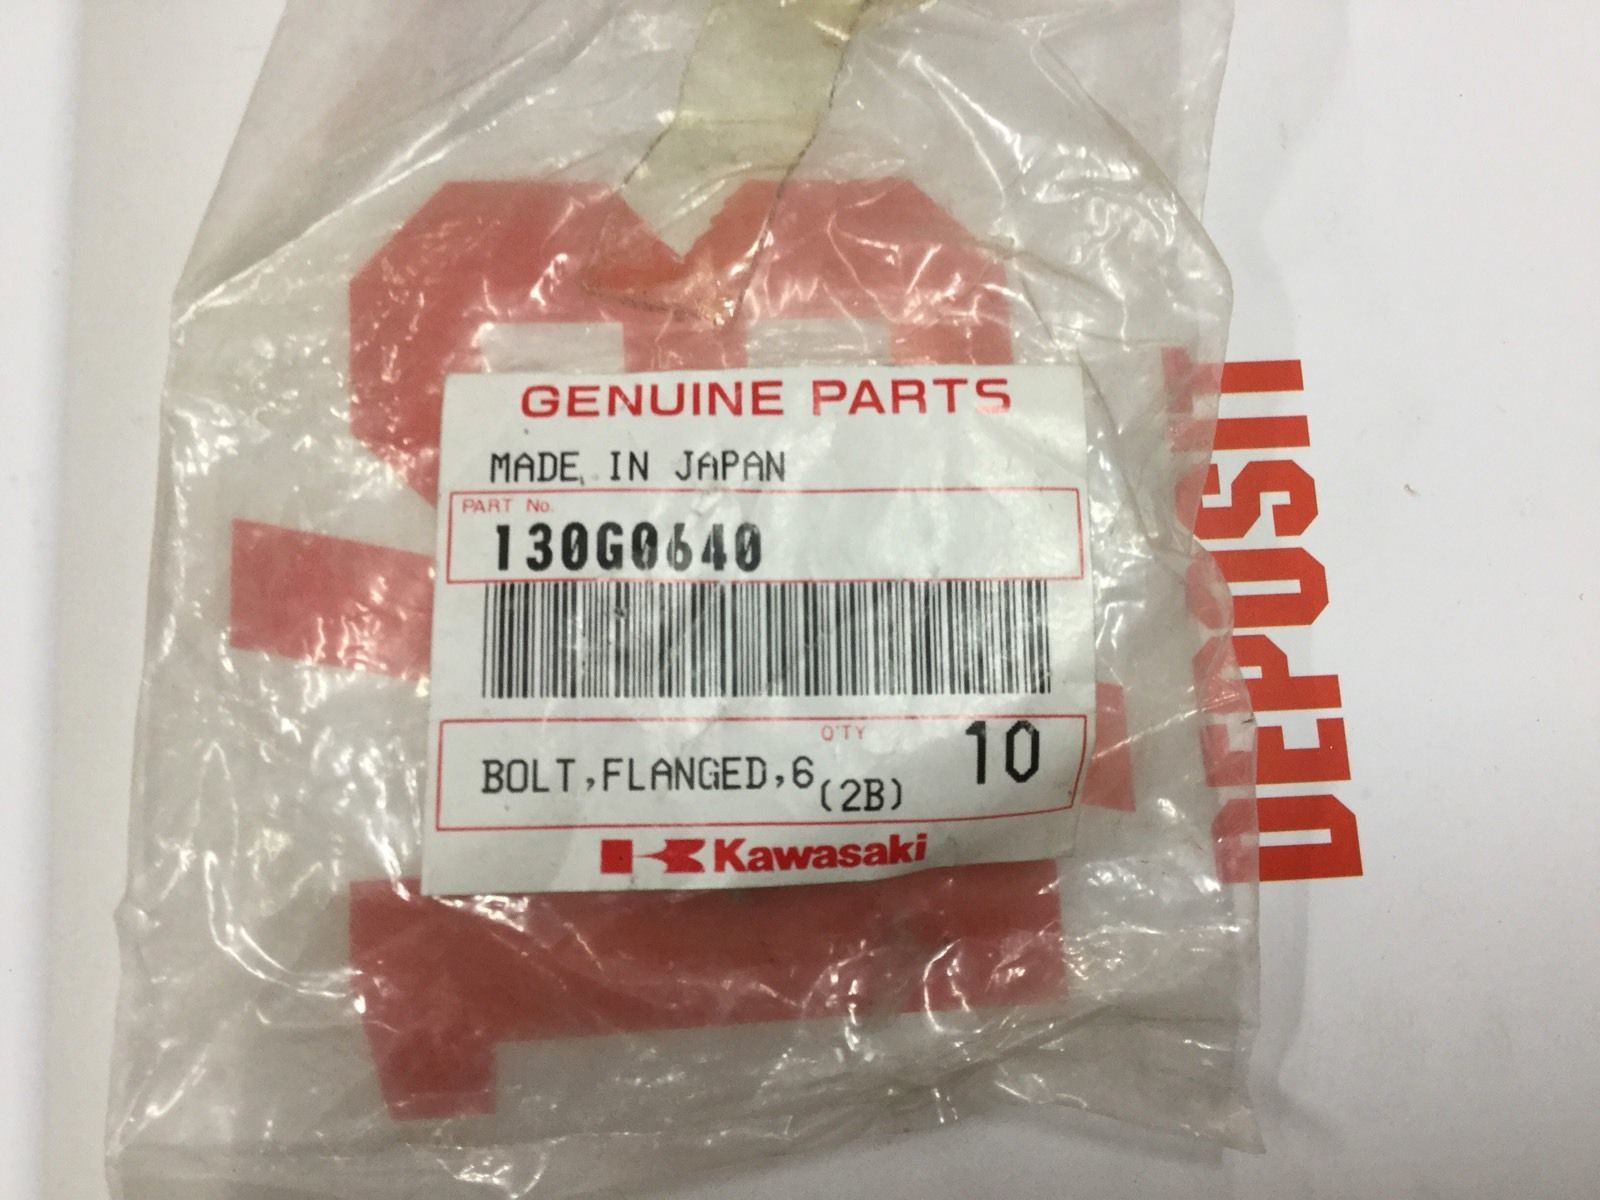 GENUINE PARTS
MADE IN JAPAN
PART No.
130G0640
Q'TY
BOLT,FLANGED,6 (2B) 10
Kawasaki
DEPOSIT